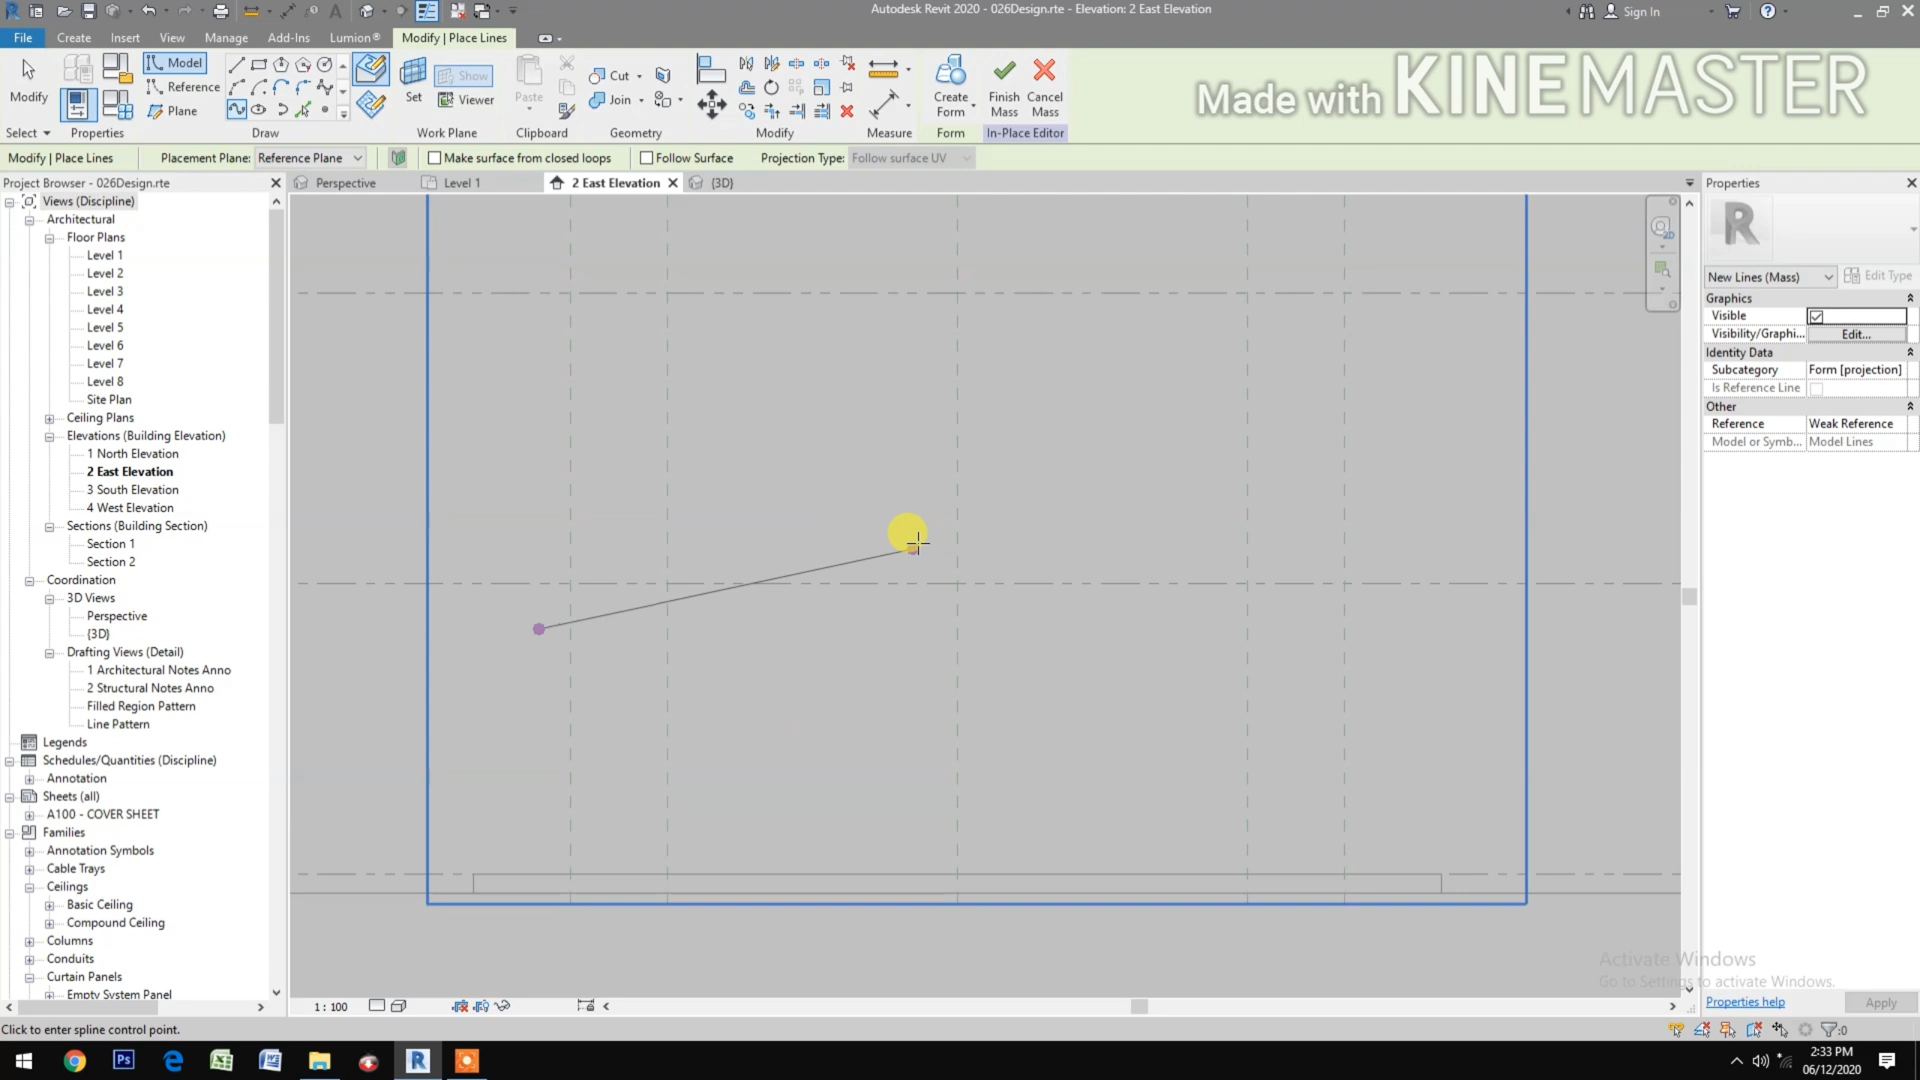 Autodesk Revit 2020 - 026Design.rte - Elevation: 2 East Elevation
Sign In
File Create Insert View Manage Add-Ins Lumion® Modify | Place Lines
Made with KINEMASTER
Modify
Model
Reference
Plane
Set
Show
Viewer
Paste
Cut
Join
Create Form
Finish Mass
Cancel Mass
Select Properties Draw Work Plane Clipboard Geometry Modify Measure Form In-Place Editor
Modify | Place Lines Placement Plane: Reference Plane Make surface from closed loops Follow Surface Projection Type: Follow surface UV
Project Browser - 026Design.rte
Perspective Level 1 2 East Elevation {3D}
Properties
Views (Discipline)
Architectural
Floor Plans
Level 1
Level 2
Level 3
Level 4
Level 5
Level 6
Level 7
Level 8
Site Plan
Ceiling Plans
Elevations (Building Elevation)
1 North Elevation
2 East Elevation
3 South Elevation
4 West Elevation
Sections (Building Section)
Section 1
Section 2
Coordination
3D Views
Perspective
{3D}
Drafting Views (Detail)
1 Architectural Notes Anno
2 Structural Notes Anno
Filled Region Pattern
Line Pattern
Legends
Schedules/Quantities (Discipline)
Annotation
Sheets (all)
A100 - COVER SHEET
Families
Annotation Symbols
Cable Trays
Ceilings
Basic Ceiling
Compound Ceiling
Columns
Conduits
Curtain Panels
Empty System Panel
2D
R
New Lines (Mass) Edit Type
Graphics
Visible
Visibility/Graphi... Edit...
Identity Data
Subcategory Form [projection]
Is Reference Line
Other
Reference Weak Reference
Model or Symb... Model Lines
Activate Windows
Go to Settings to activate Windows.
1 : 100
Properties help Apply
Click to enter spline control point.
:0
Ps
R
2:33 PM
06/12/2020